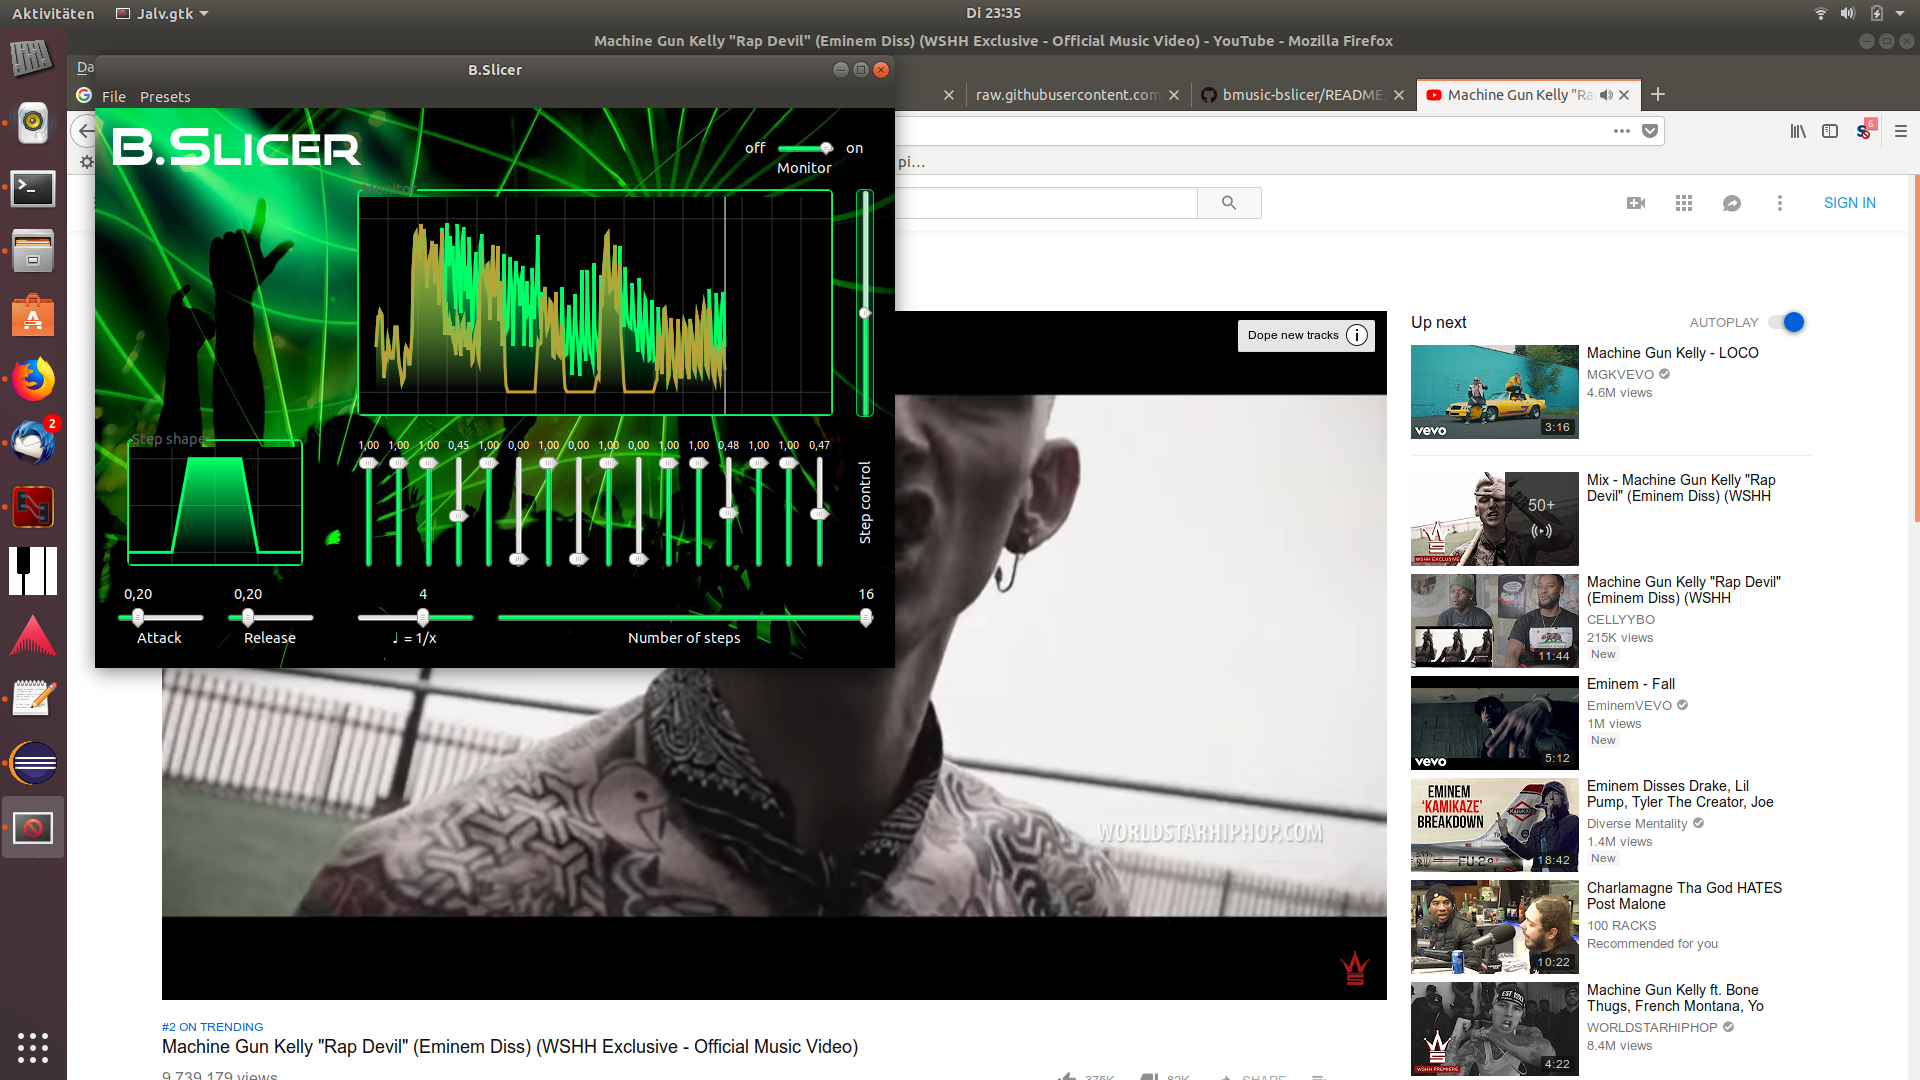 Aktivitäten
Jalv.gtk
Di 23:35
Machine Gun Kelly "Rap Devil" (Eminem Diss) (WSHH Exclusive - Official Music Video) - YouTube - Mozilla Firefox
Da
B.Slicer
File Presets
raw.githubusercontent.com
bmusic-bslicer/README.
Machine Gun Kelly "Ra
6
pi…
B.SLICER
off on
Monitor
Monitor
SIGN IN
Step shape
1,00 1,00 1,00 0,45 1,00 0,00 1,00 0,00 1,00 0,00 1,00 1,00 0,48 1,00 1,00 0,47
Step control
0,20
Attack
0,20
Release
4
♩ = 1/x
16
Number of steps
2
Dope new tracks
WORLDSTARHIPHOP.COM
Up next
AUTOPLAY
Machine Gun Kelly - LOCO
MGKVEVO
4.6M views
vevo
3:16
Mix - Machine Gun Kelly "Rap
Devil" (Eminem Diss) (WSHH
50+
WSHH EXCLUSIVE
Machine Gun Kelly "Rap Devil"
(Eminem Diss) (WSHH
CELLYYBO
215K views
New
11:44
Eminem - Fall
EminemVEVO
1M views
New
vevo
5:12
Eminem Disses Drake, Lil
Pump, Tyler The Creator, Joe
Diverse Mentality
1.4M views
New
EMINEM
'KAMIKAZE'
BREAKDOWN
FU-2
18:42
Charlamagne Tha God HATES
Post Malone
100 RACKS
Recommended for you
10:22
Machine Gun Kelly ft. Bone
Thugs, French Montana, Yo
WORLDSTARHIPHOP
8.4M views
WSHH PREMIERE
4:22
#2 ON TRENDING
Machine Gun Kelly "Rap Devil" (Eminem Diss) (WSHH Exclusive - Official Music Video)
9,739,179 views
375K
82K
SHARE